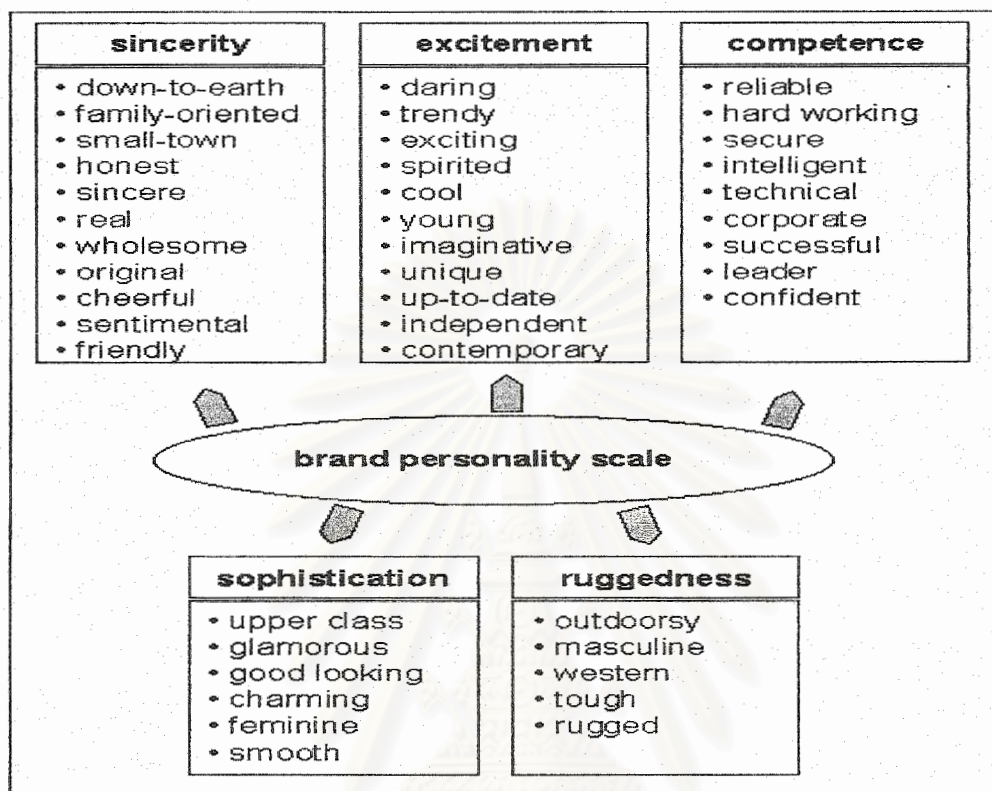 sincerity
• down-to-earth
• family-oriented
• small-town
• honest
• sincere
• real
• wholesome
• original
• cheerful
• sentimental
• friendly
excitement
• daring
• trendy
• exciting
• spirited
• cool
• young
• imaginative
• unique
• up-to-date
• independent
• contemporary
competence
• reliable
• hard working
• secure
• intelligent
• technical
• corporate
• successful
• leader
• confident
brand personality scale
sophistication
• upper class
• glamorous
• good looking
• charming
• feminine
• smooth
ruggedness
• outdoorsy
• masculine
• western
• tough
• rugged